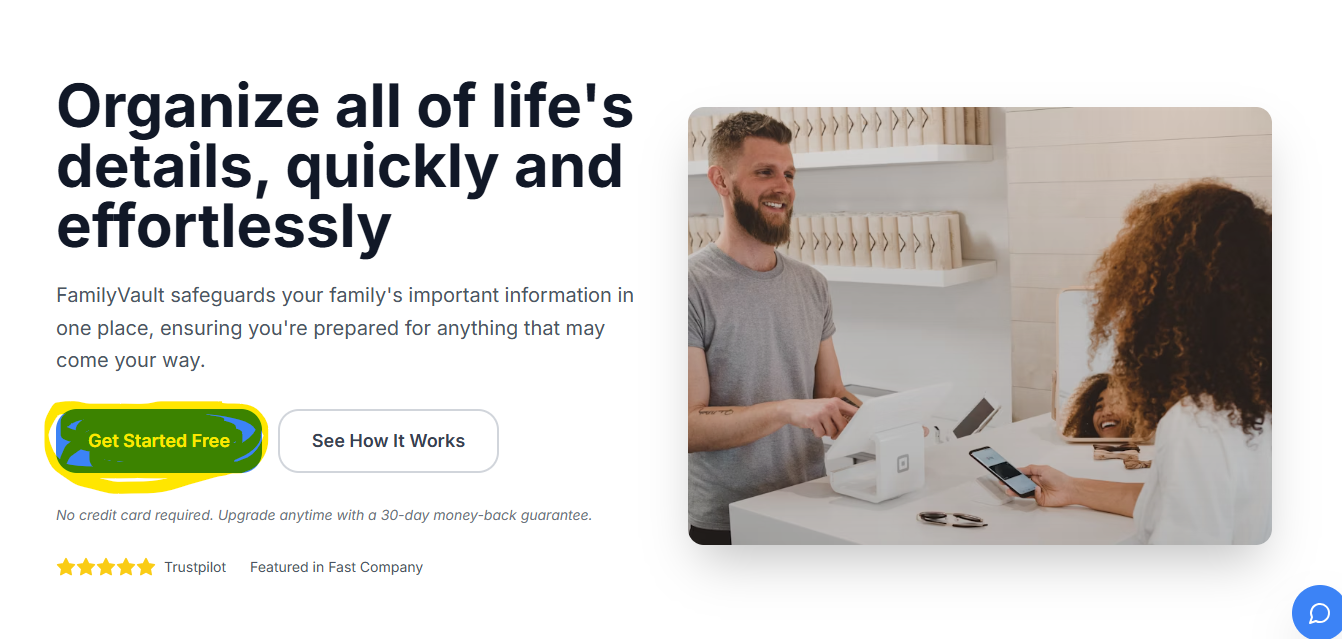 Organize all of life's
details, quickly and
effortlessly
FamilyVault safeguards your family's important information in
one place, ensuring you're prepared for anything that may
come your way.
Get Started Free
See How It Works
No credit card required. Upgrade anytime with a 30-day money-back guarantee.
Trustpilot
Featured in Fast Company